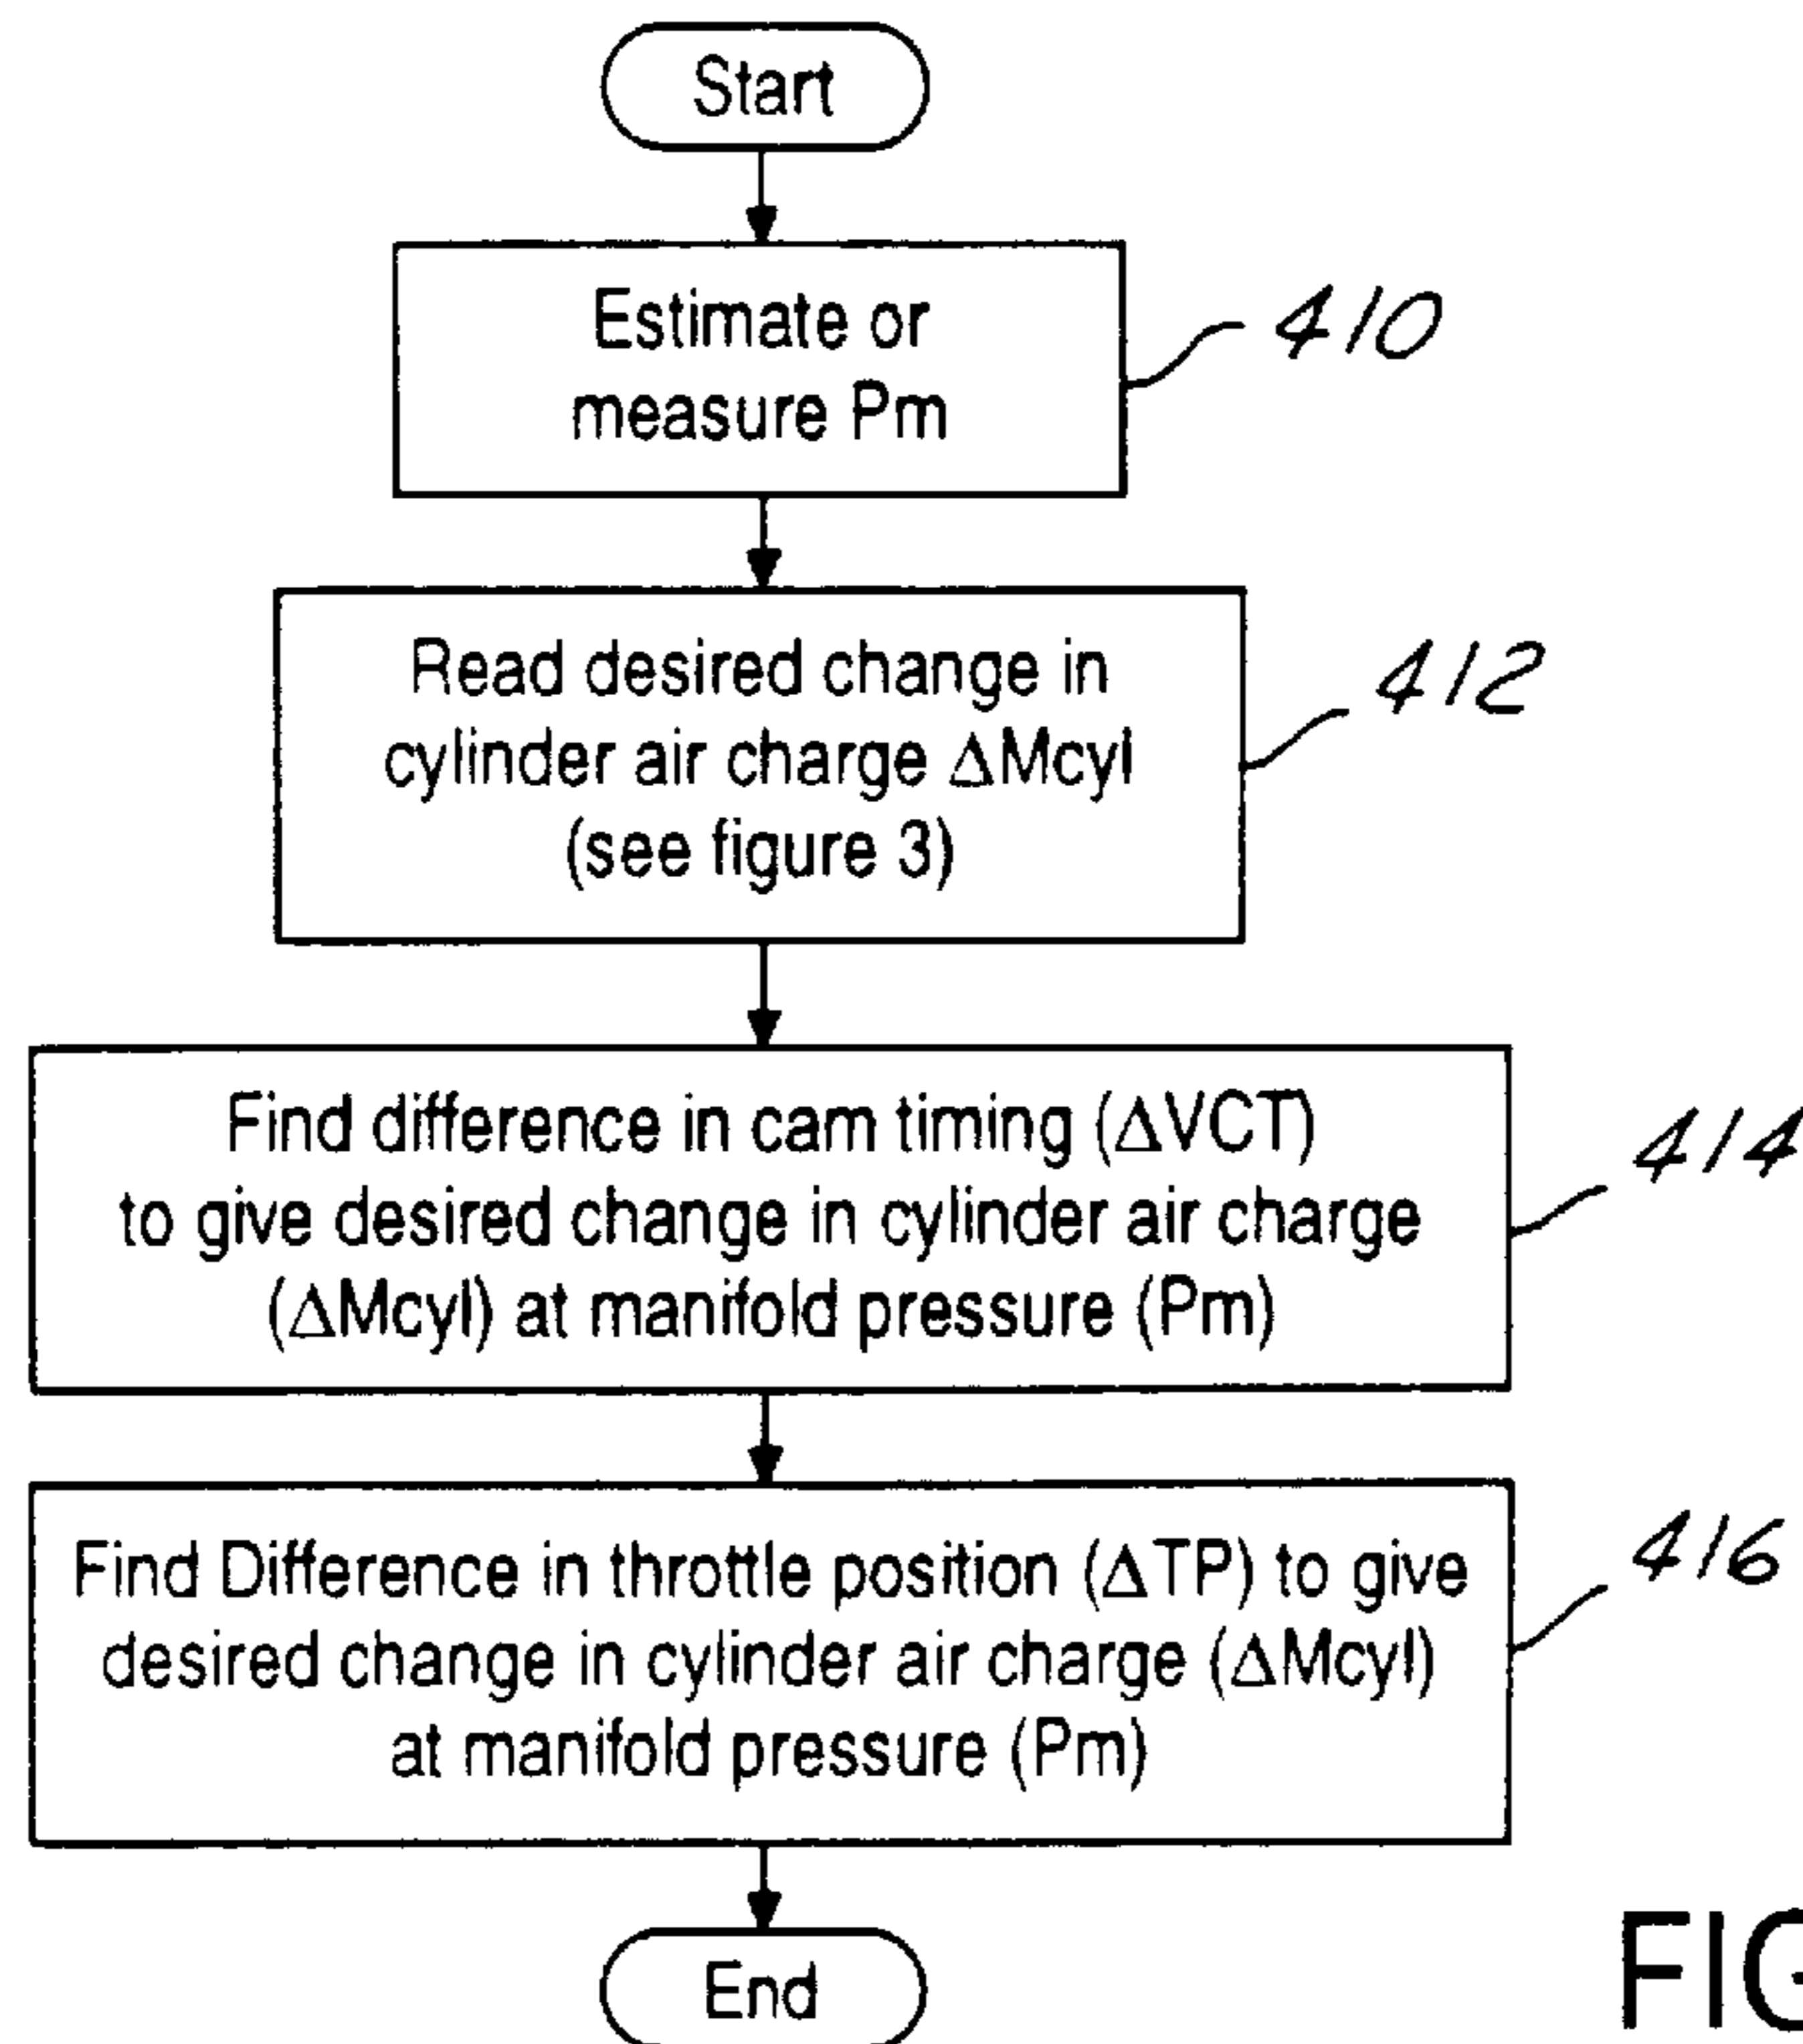 Start
Estimate or
measure Pm
410
Read desired change in
cylinder air charge ΔMcyl
(see figure 3)
412
Find difference in cam timing (ΔVCT)
to give desired change in cylinder air charge
(ΔMcyl) at manifold pressure (Pm)
414
Find Difference in throttle position (ΔTP) to give
desired change in cylinder air charge (ΔMcyl)
at manifold pressure (Pm)
416
End
FIG